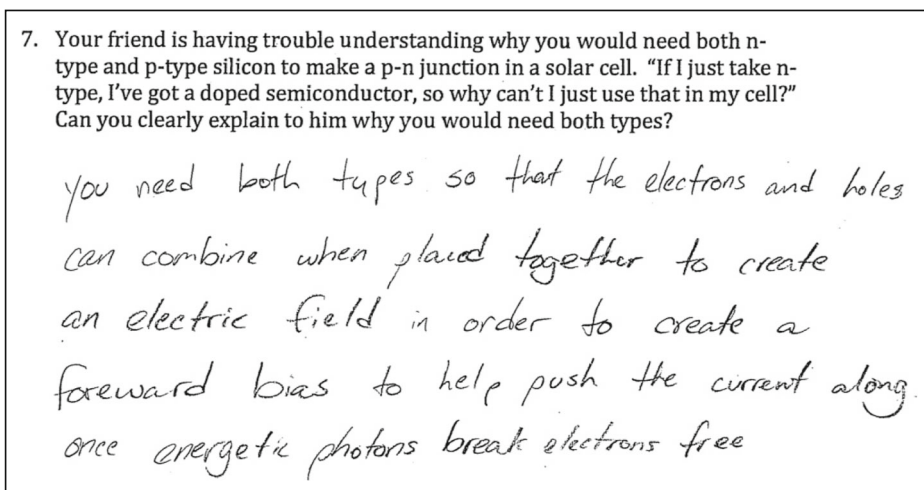 7. Your friend is having trouble understanding why you would need both n-
type and p-type silicon to make a p-n junction in a solar cell. “If I just take n-
type, I’ve got a doped semiconductor, so why can’t I just use that in my cell?”
Can you clearly explain to him why you would need both types?
you need both types so that the electrons and holes
can combine when placed together to create
an electric field in order to create a
foreward bias to help push the current along.
once energetic photons break electrons free